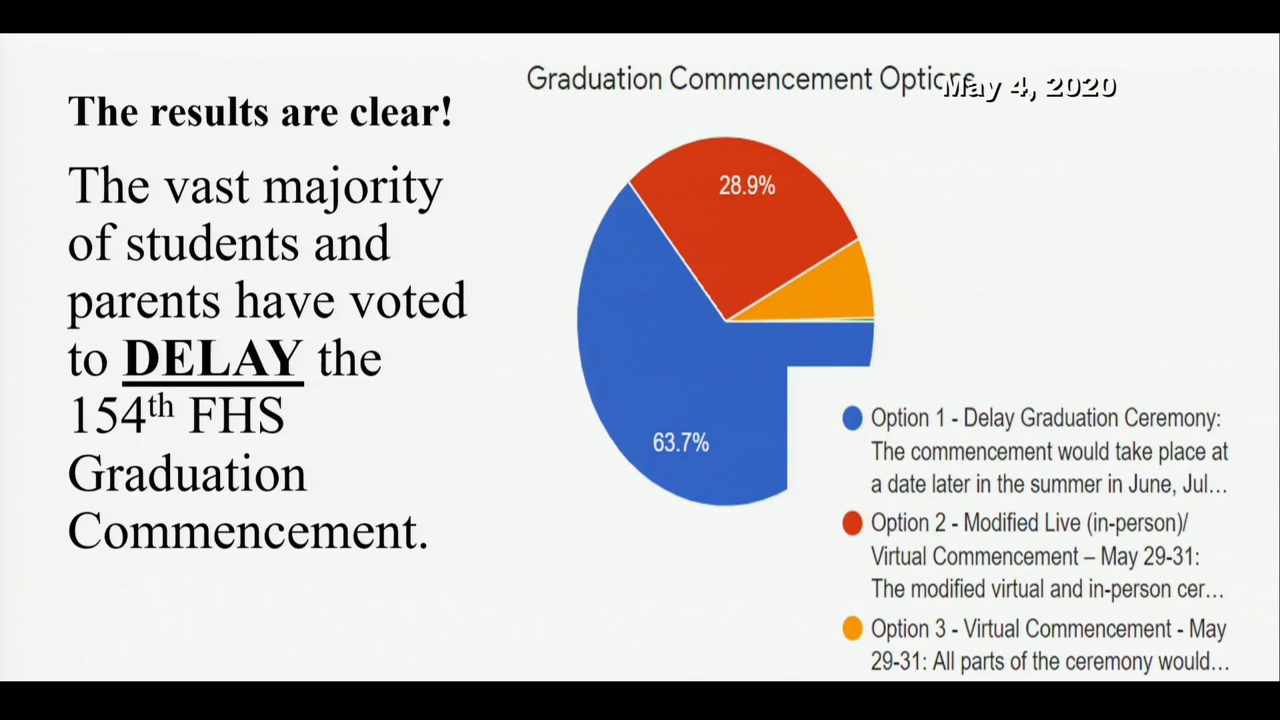 The results are clear!
The vast majority
of students and
parents have voted
to DELAY the
154th FHS
Graduation
Commencement.
Graduation Commencement Options
May 4, 2020
28.9%
63.7%
Option 1 - Delay Graduation Ceremony:
The commencement would take place at
a date later in the summer in June, Jul...
Option 2 - Modified Live (in-person)/
Virtual Commencement – May 29-31:
The modified virtual and in-person cer...
Option 3 - Virtual Commencement - May
29-31: All parts of the ceremony would...